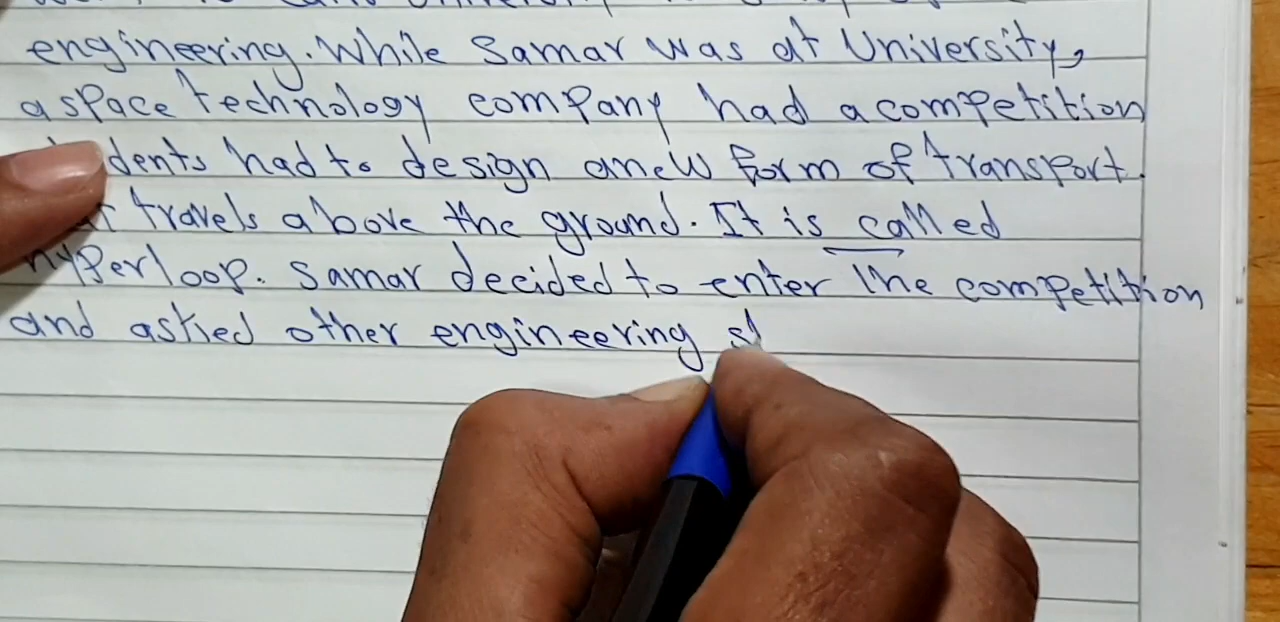 engineering. While Samar was at University,
a space technology company had a competition
dents had to design a new form of transport.
travels above the ground. It is called
hyperloop. Samar decided to enter the competition
and asked other engineering